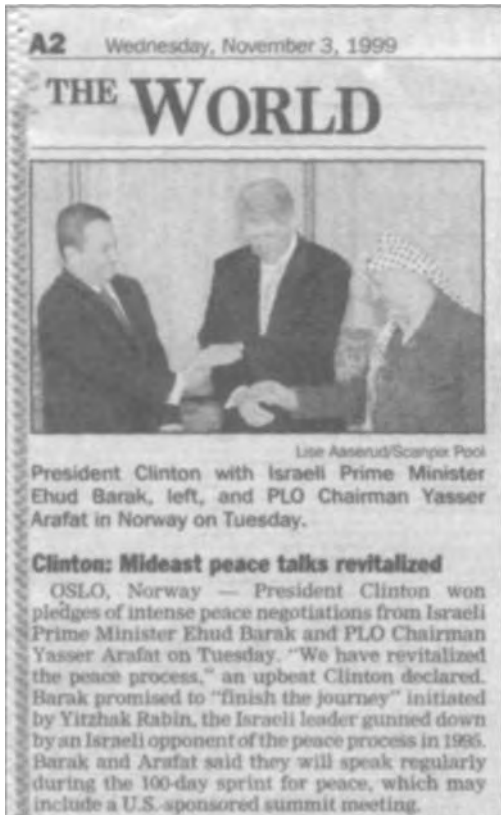 A2 Wednesday, November 3, 1999
THE WORLD
Lise Aaserud/Scanpix Pool
President Clinton with Israeli Prime Minister
Ehud Barak, left, and PLO Chairman Yasser
Arafat in Norway on Tuesday.
Clinton: Mideast peace talks revitalized
OSLO, Norway — President Clinton won
pledges of intense peace negotiations from Israeli
Prime Minister Ehud Barak and PLO Chairman
Yasser Arafat on Tuesday. "We have revitalized
the peace process," an upbeat Clinton declared.
Barak promised to "finish the journey" initiated
by Yitzhak Rabin, the Israeli leader gunned down
by an Israeli opponent of the peace process in 1995.
Barak and Arafat said they will speak regularly
during the 100-day sprint for peace, which may
include a U.S.-sponsored summit meeting.